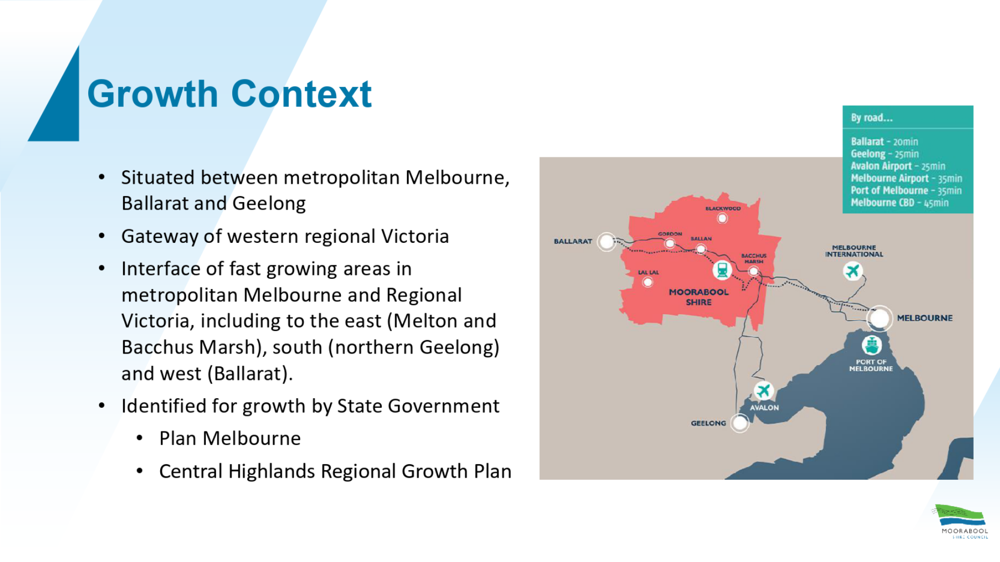 Growth Context
• Situated between metropolitan Melbourne,
Ballarat and Geelong
• Gateway of western regional Victoria
• Interface of fast growing areas in
metropolitan Melbourne and Regional
Victoria, including to the east (Melton and
Bacchus Marsh), south (northern Geelong)
and west (Ballarat).
• Identified for growth by State Government
• Plan Melbourne
• Central Highlands Regional Growth Plan
By road...
Ballarat – 20min
Geelong – 25min
Avalon Airport – 25min
Melbourne Airport – 35min
Port of Melbourne – 35min
Melbourne CBD – 45min
BLACKWOOD
GORDON
BALLAN
BALLARAT
BACCHUS
MARSH
LAL LAL
MOORABOOL
SHIRE
MELBOURNE
INTERNATIONAL
MELBOURNE
PORT OF
MELBOURNE
AVALON
GEELONG
MOORABOOL
SHIRE COUNCIL